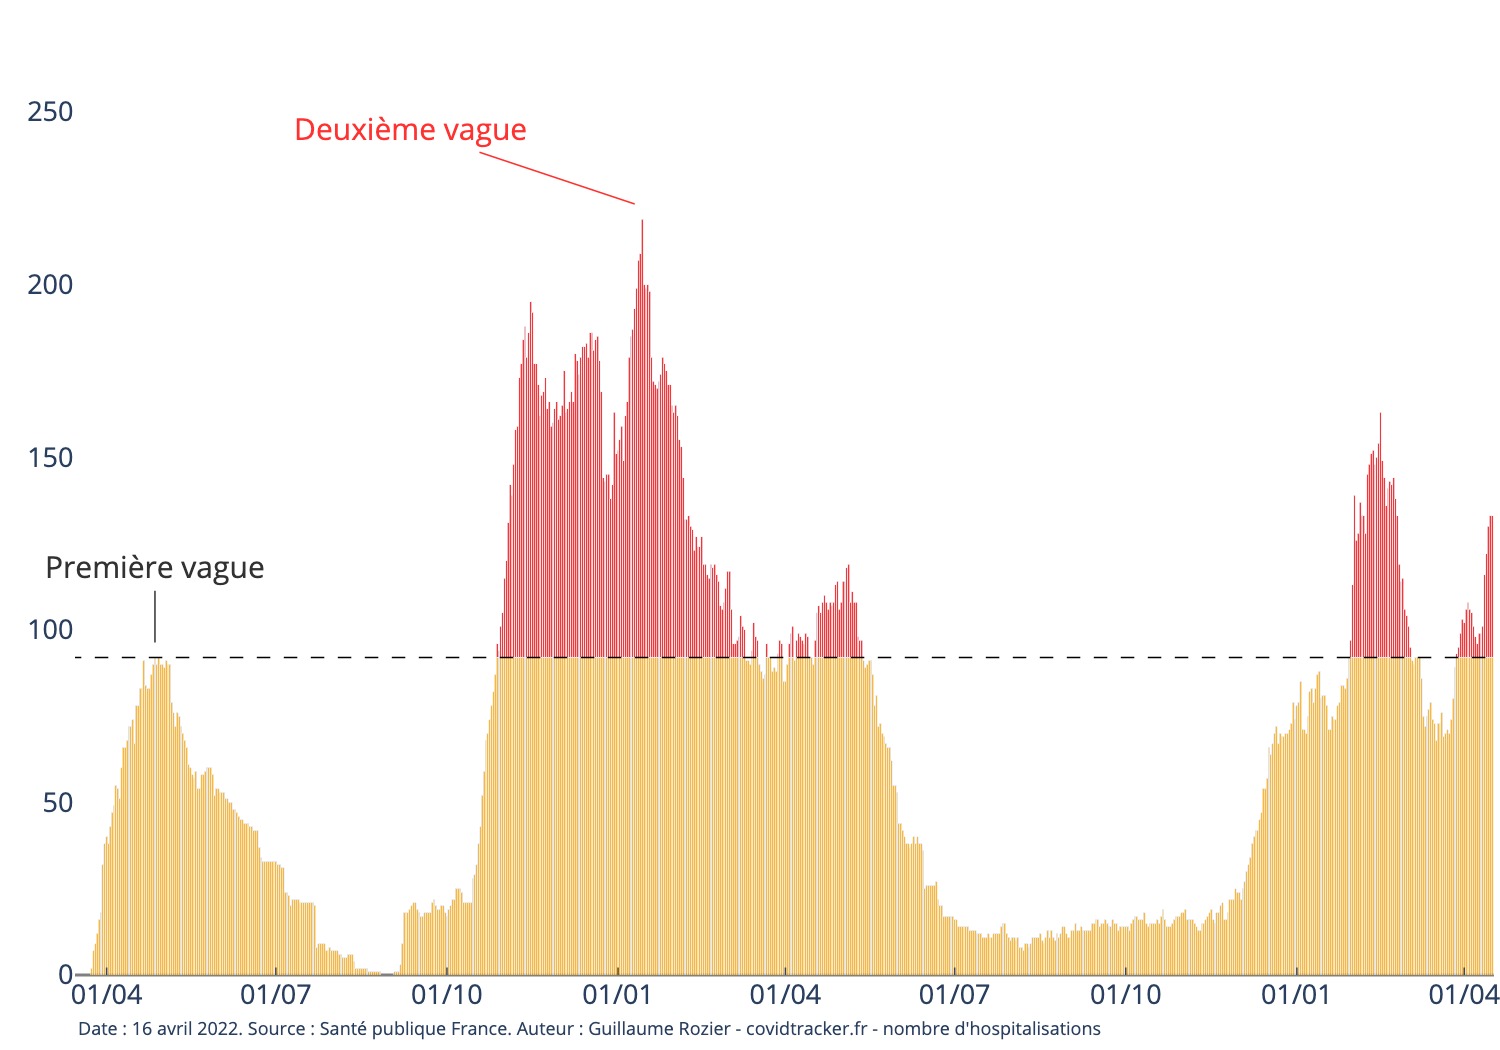 250
Deuxième vague
200
150
Première vague
100
50
0
01/04 01/07 01/10 01/01 01/04 01/07 01/10 01/01 01/04
Date : 16 avril 2022. Source : Santé publique France. Auteur : Guillaume Rozier - covidtracker.fr - nombre d'hospitalisations